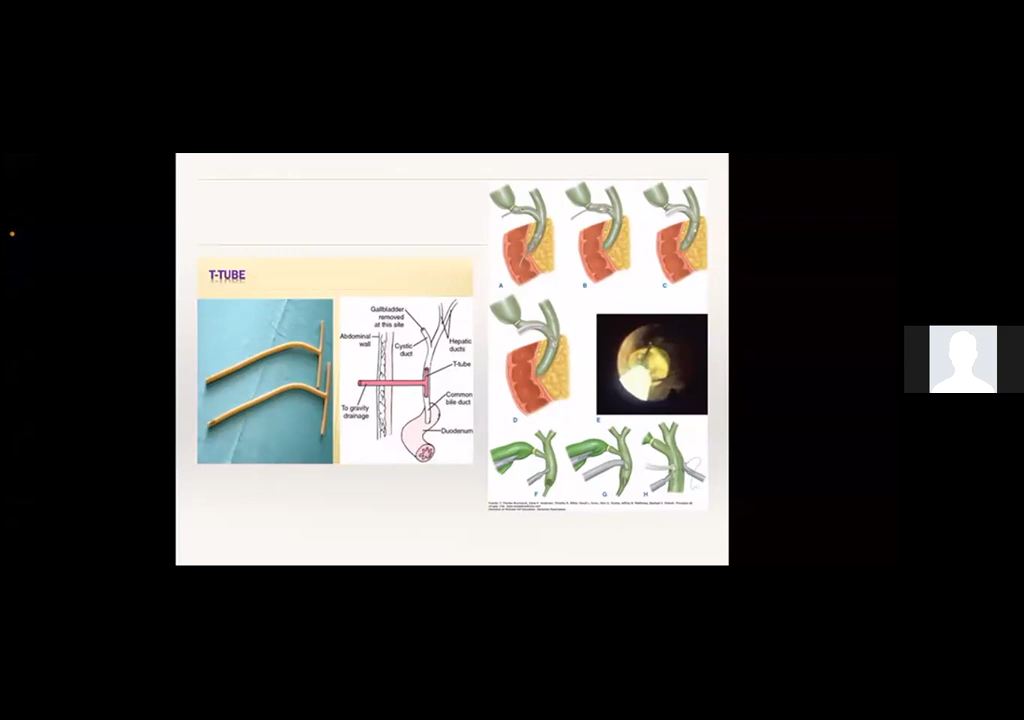 T-TUBE
Gallbladder
removed
at this site
Abdominal
wall
Cystic
duct
Hepatic
ducts
T-tube
Common
bile duct
To gravity
drainage
Duodenum
A
B
C
D
E
F
G
H